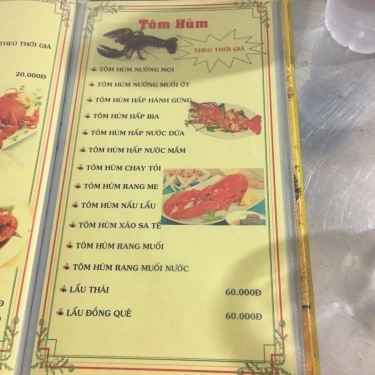 THEO THỜI GIÁ
20.000Đ
Tôm Hùm
THEO THỜI GIÁ
TÔM HÙM NƯỚNG MỌI
TÔM HÙM NƯỚNG MUỐI ỚT
TÔM HÙM HẤP HÀNH GỪNG
TÔM HÙM HẤP BIA
TÔM HÙM HẤP NƯỚC DỪA
TÔM HÙM HẤP NƯỚC MẮM
TÔM HÙM CHAY TỎI
TÔM HÙM RANG ME
TÔM HÙM NẤU LẨU
TÔM HÙM XÀO SA TẾ
TÔM HÙM RANG MUỐI
TÔM HÙM RANG MUỐI NƯỚC
LẨU THÁI 60.000Đ
LẨU ĐỒNG QUÊ 60.000Đ